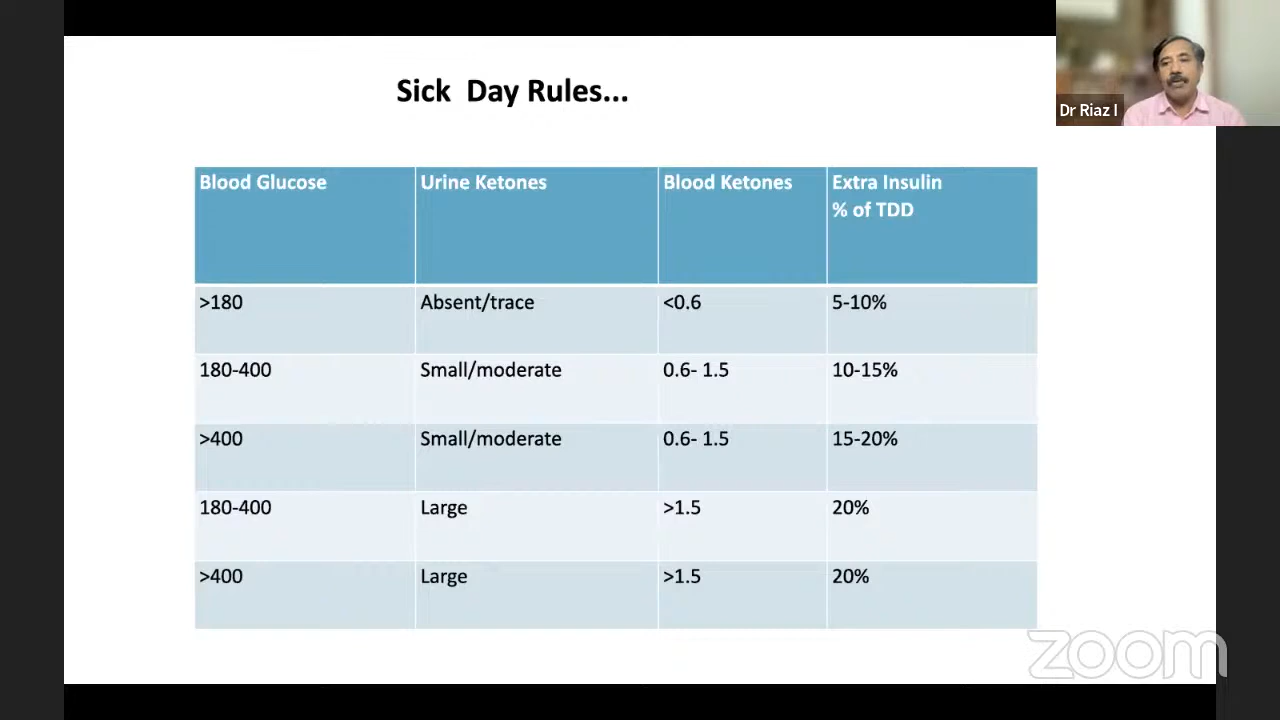 Sick Day Rules...
Dr Riaz I
Blood Glucose Urine Ketones Blood Ketones Extra Insulin
% of TDD
>180 Absent/trace <0.6 5-10%
180-400 Small/moderate 0.6- 1.5 10-15%
>400 Small/moderate 0.6- 1.5 15-20%
180-400 Large >1.5 20%
>400 Large >1.5 20%
zoom